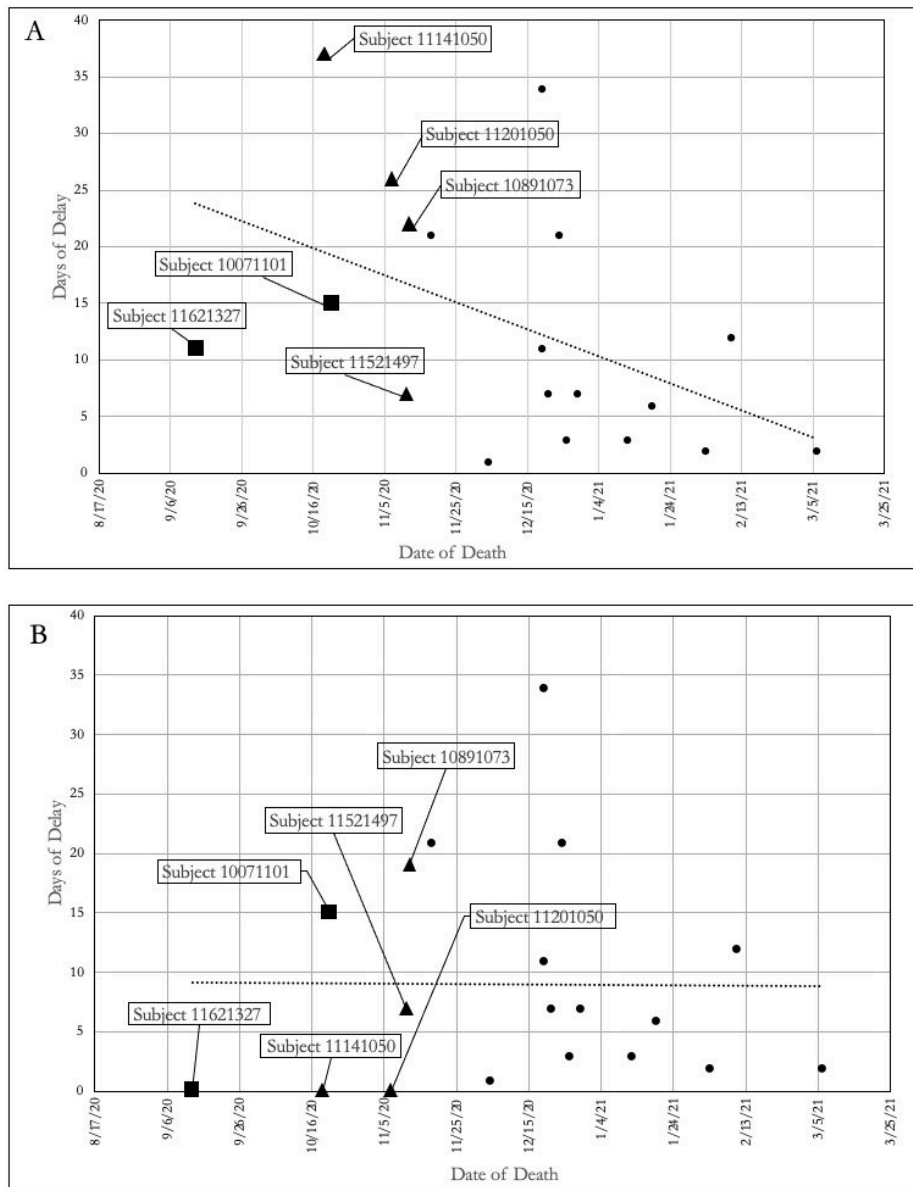 A
40
35
30
25
20
15
10
5
0
Days of Delay
Subject 11141050
Subject 11201050
Subject 10891073
Subject 10071101
Subject 11621327
Subject 11521497
8/17/20
9/6/20
9/26/20
10/16/20
11/5/20
11/25/20
12/15/20
1/4/21
1/24/21
2/13/21
3/5/21
3/25/21
Date of Death
B
40
35
30
25
20
15
10
5
0
Days of Delay
Subject 10891073
Subject 11521497
Subject 10071101
Subject 11201050
Subject 11621327
Subject 11141050
8/17/20
9/6/20
9/26/20
10/16/20
11/5/20
11/25/20
12/15/20
1/4/21
1/24/21
2/13/21
3/5/21
3/25/21
Date of Death